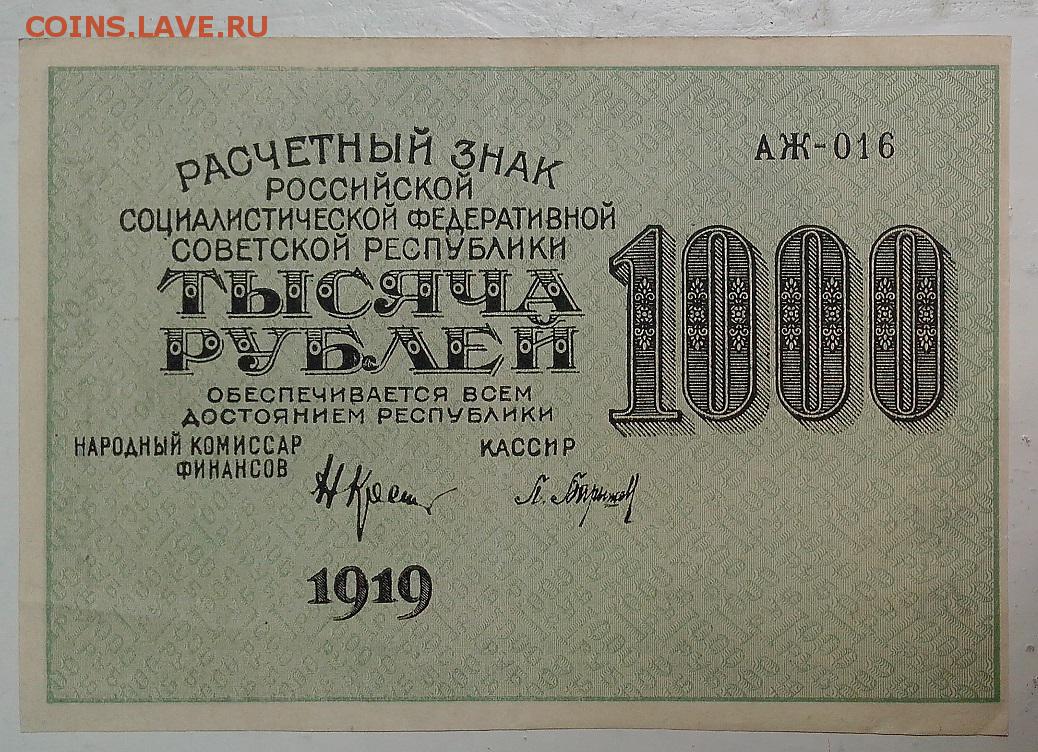 COINS.LAVE.RU
РАСЧЕТНЫЙ ЗНАК
АЖ-016
РОССИЙСКОЙ
СОЦИАЛИСТИЧЕСКОЙ ФЕДЕРАТИВНОЙ
СОВЕТСКОЙ РЕСПУБЛИКИ
ТЫСЯЧА
РУБЛЕЙ
1000
ОБЕСПЕЧИВАЕТСЯ ВСЕМ
ДОСТОЯНИЕМ РЕСПУБЛИКИ
НАРОДНЫЙ КОМИССАР
ФИНАНСОВ
КАССИР
1919